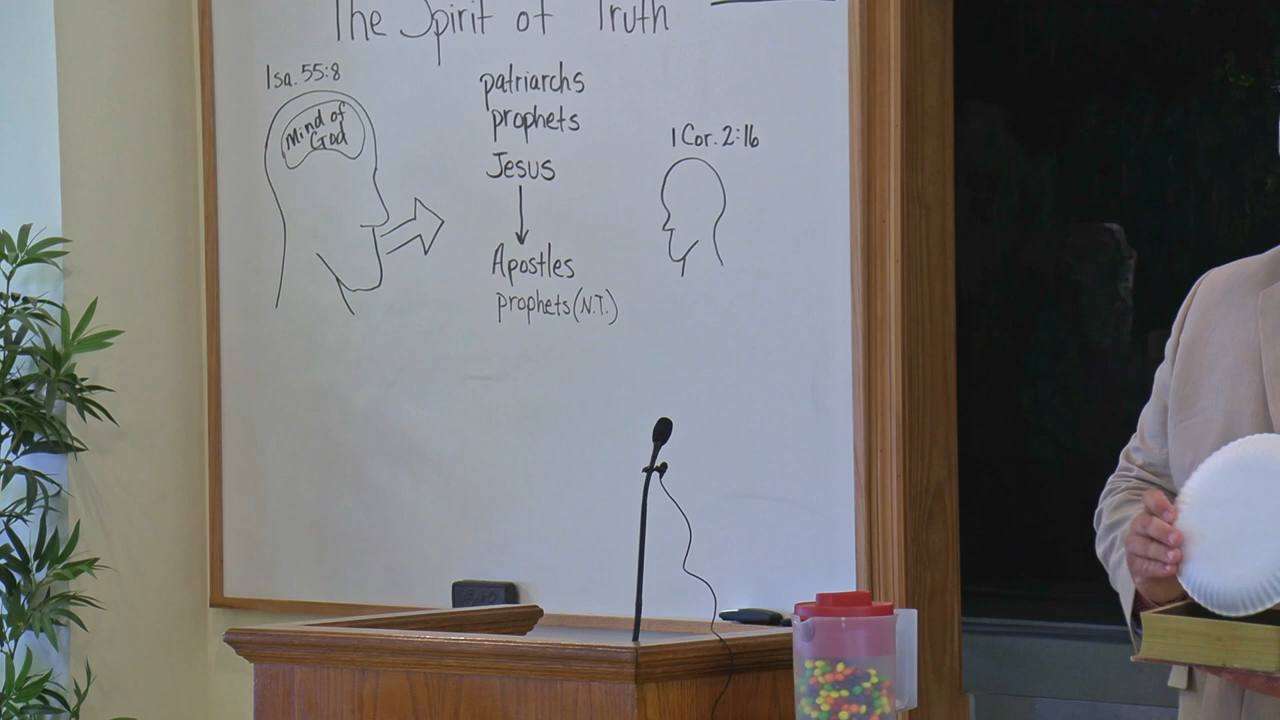 The Spirit of Truth
Isa. 55:8
Mind of
God
patriarchs
prophets
Jesus
Apostles
prophets (N.T.)
1 Cor. 2:16